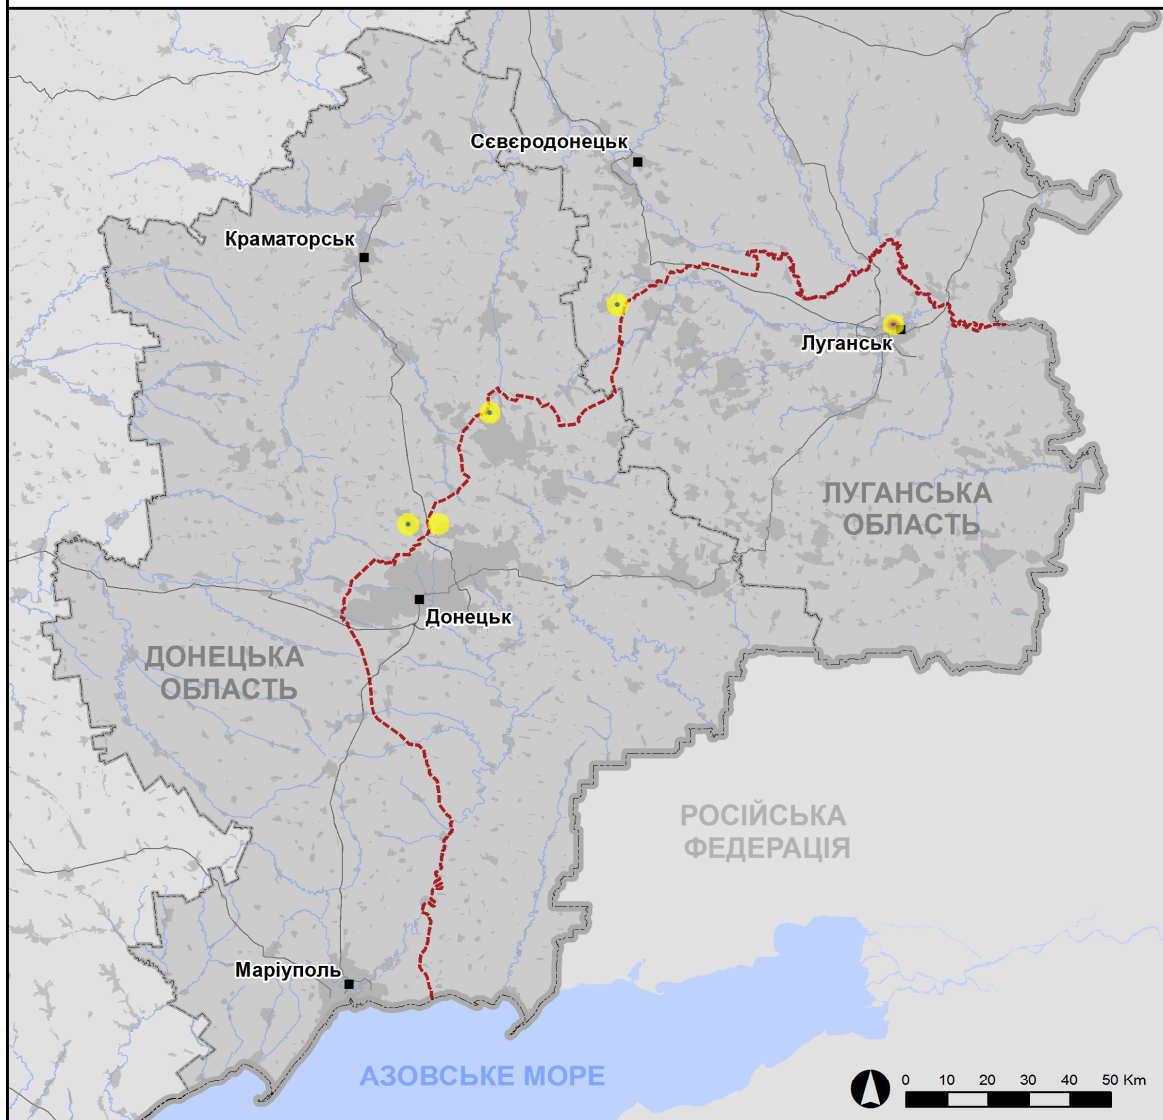 Сєвєродонецьк
Краматорськ
Луганськ
ЛУГАНСЬКА
ОБЛАСТЬ
Донецьк
ДОНЕЦЬКА
ОБЛАСТЬ
РОСІЙСЬКА
ФЕДЕРАЦІЯ
Маріуполь
АЗОВСЬКЕ МОРЕ
0 10 20 30 40 50 Km